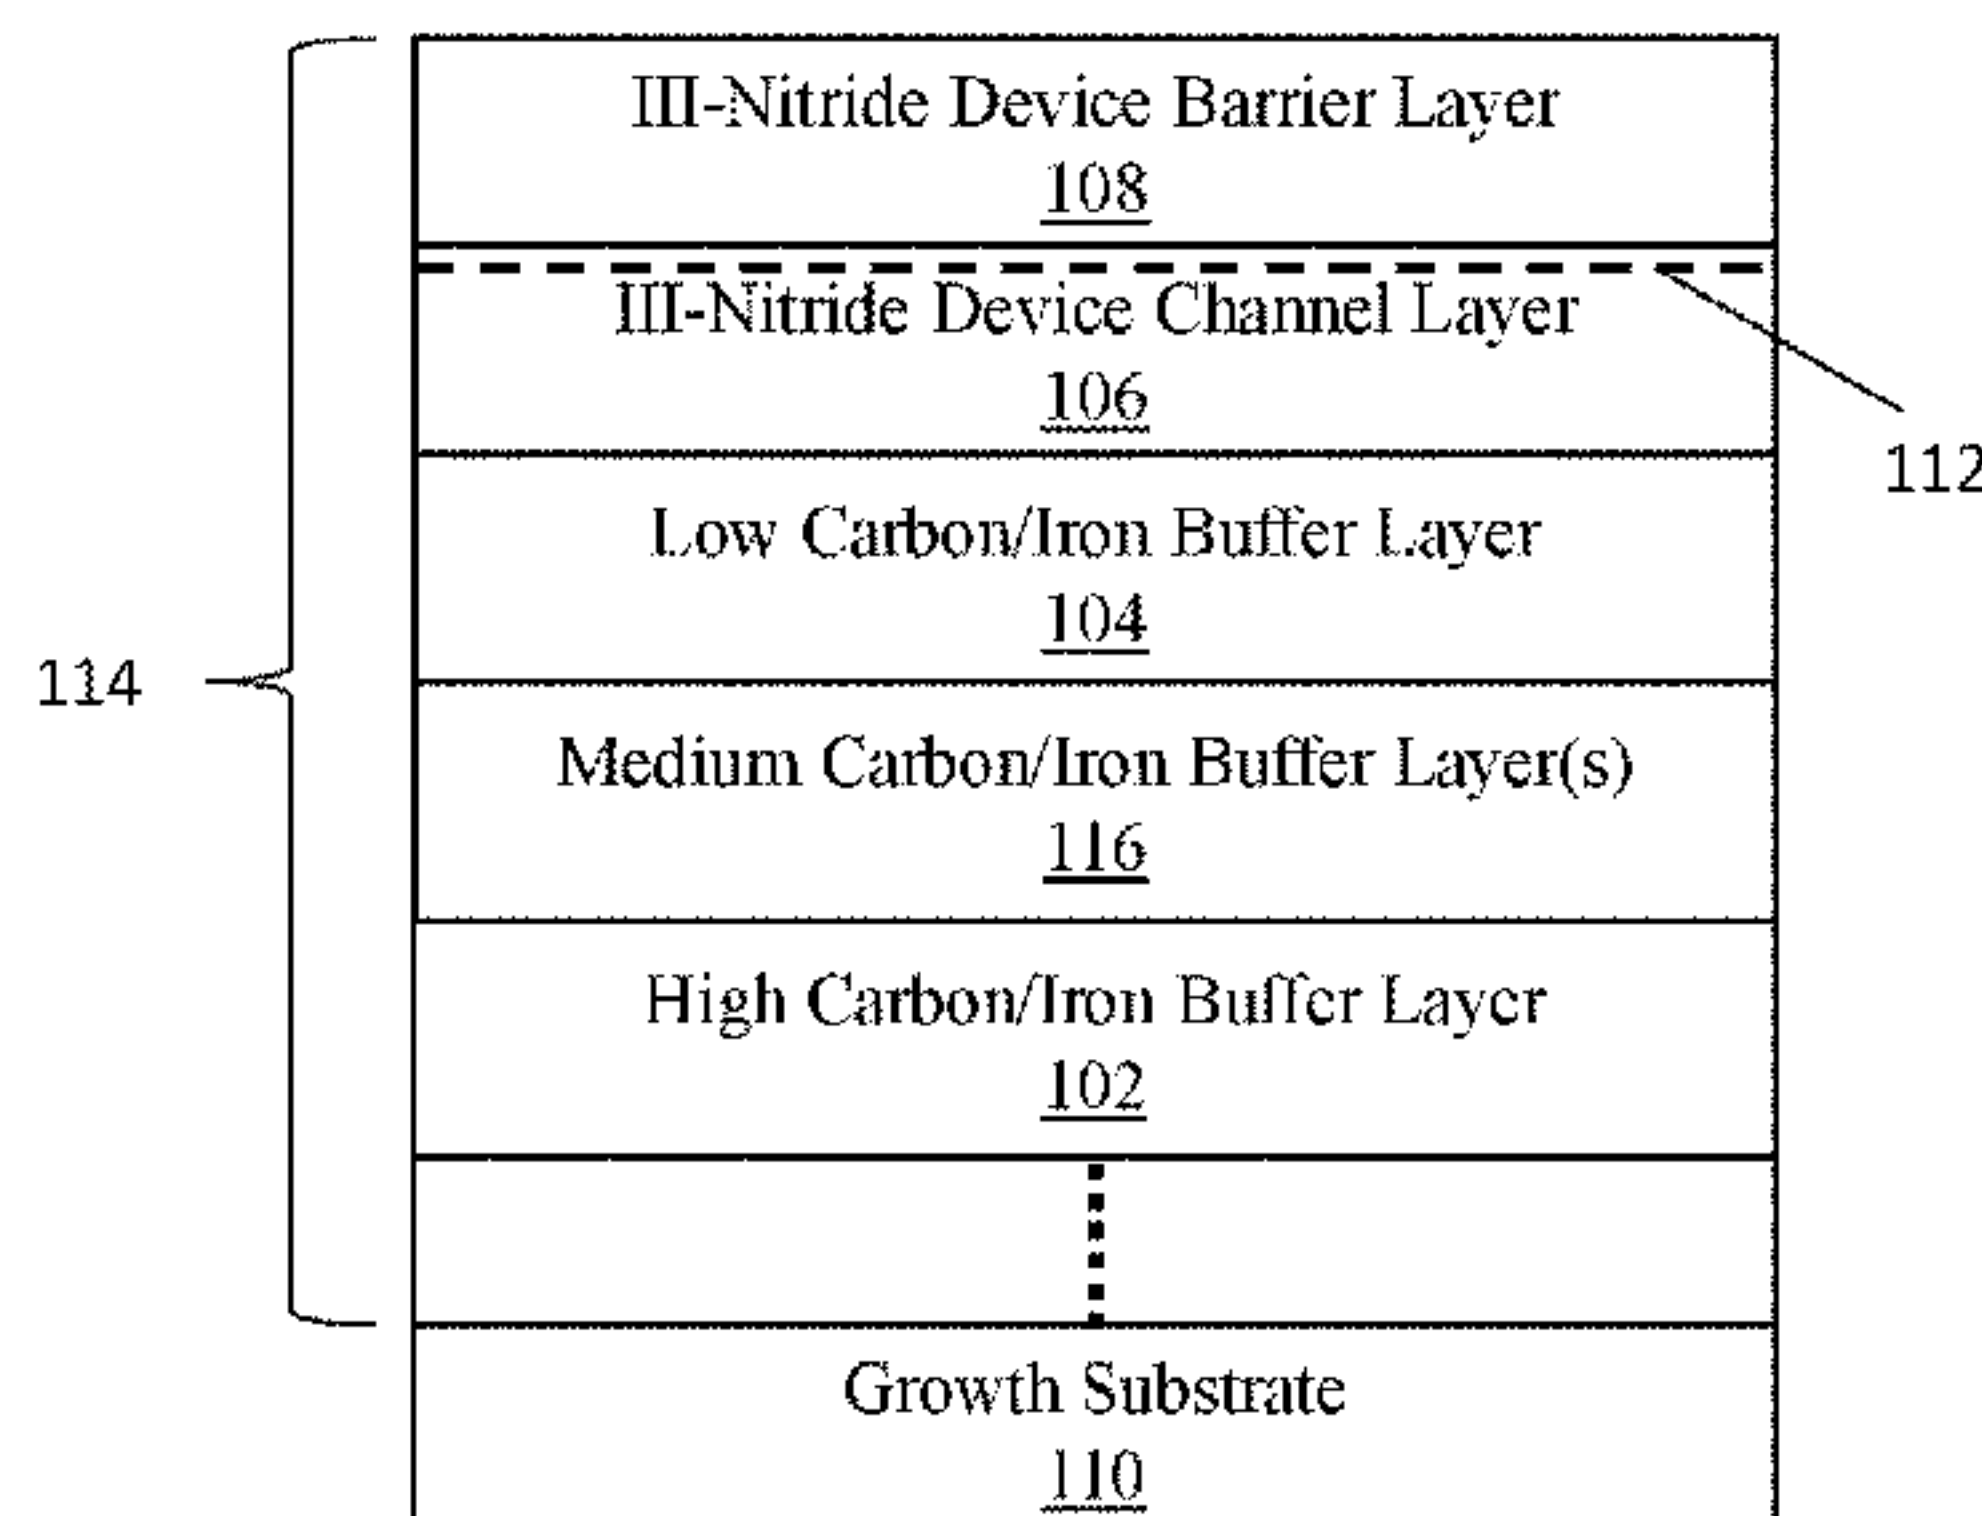 III-Nitride Device Barrier Layer
108
III-Nitride Device Channel Layer
106
112
Low Carbon/Iron Buffer Layer
104
114
Medium Carbon/Iron Buffer Layer(s)
116
High Carbon/Iron Buffer Layer
102
Growth Substrate
110